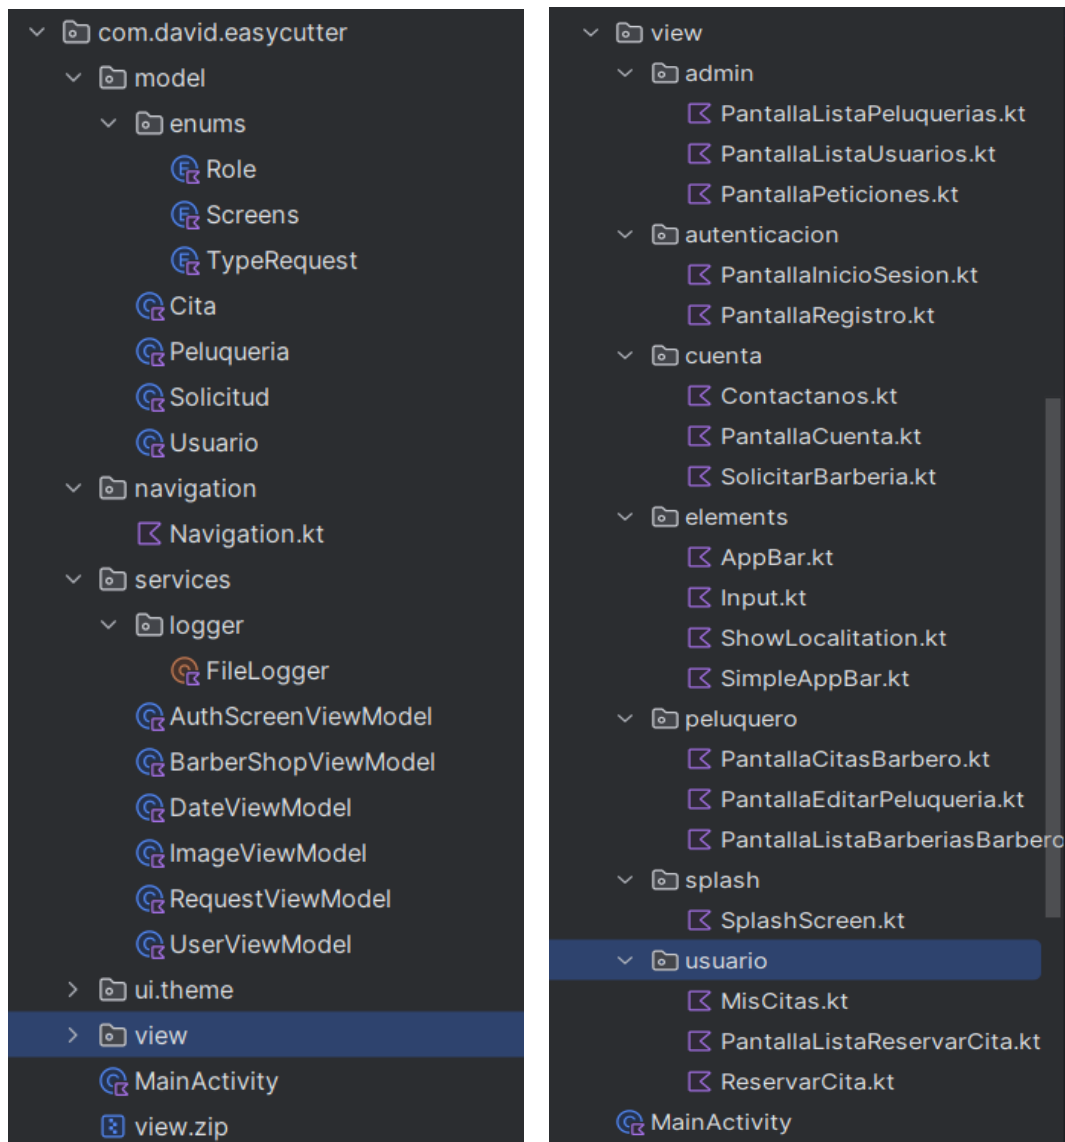 com.david.easycutter
model
enums
Role
Screens
TypeRequest
Cita
Peluqueria
Solicitud
Usuario
navigation
Navigation.kt
services
logger
FileLogger
AuthScreenViewModel
BarberShopViewModel
DateViewModel
ImageViewModel
RequestViewModel
UserViewModel
ui.theme
view
MainActivity
view.zip
view
admin
PantallaListaPeluquerias.kt
PantallaListaUsuarios.kt
PantallaPeticiones.kt
autenticacion
PantallaInicioSesion.kt
PantallaRegistro.kt
cuenta
Contactanos.kt
PantallaCuenta.kt
SolicitarBarberia.kt
elements
AppBar.kt
Input.kt
ShowLocalitation.kt
SimpleAppBar.kt
peluquero
PantallaCitasBarbero.kt
PantallaEditarPeluqueria.kt
PantallaListaBarberiasBarbero
splash
SplashScreen.kt
usuario
MisCitas.kt
PantallaListaReservarCita.kt
ReservarCita.kt
MainActivity